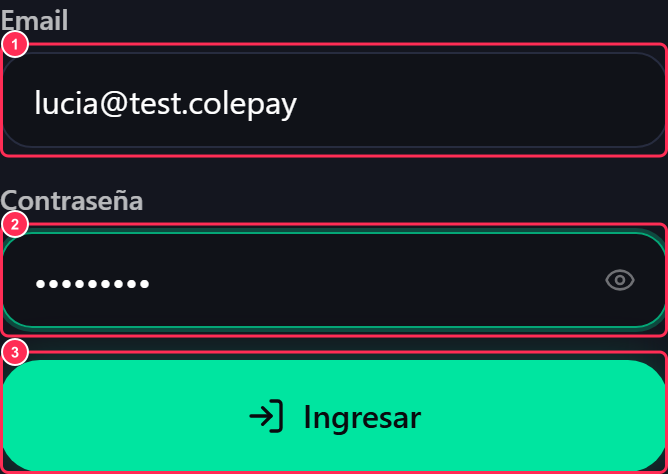 Email
1
lucia@test.colepay
Contraseña
2
•••••••••
3
Ingresar